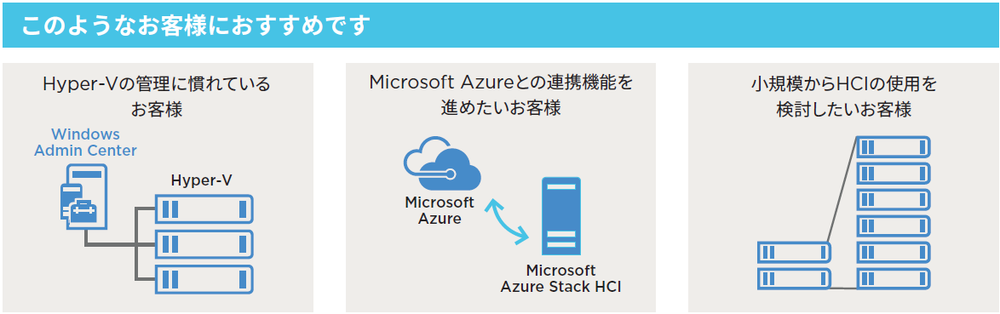 このようなお客様におすすめです
Hyper-Vの管理に慣れている
お客様
Windows
Admin Center
Hyper-V
Microsoft Azureとの連携機能を
進めたいお客様
Microsoft
Azure
Microsoft
Azure Stack HCI
小規模からHCIの使用を
検討したいお客様